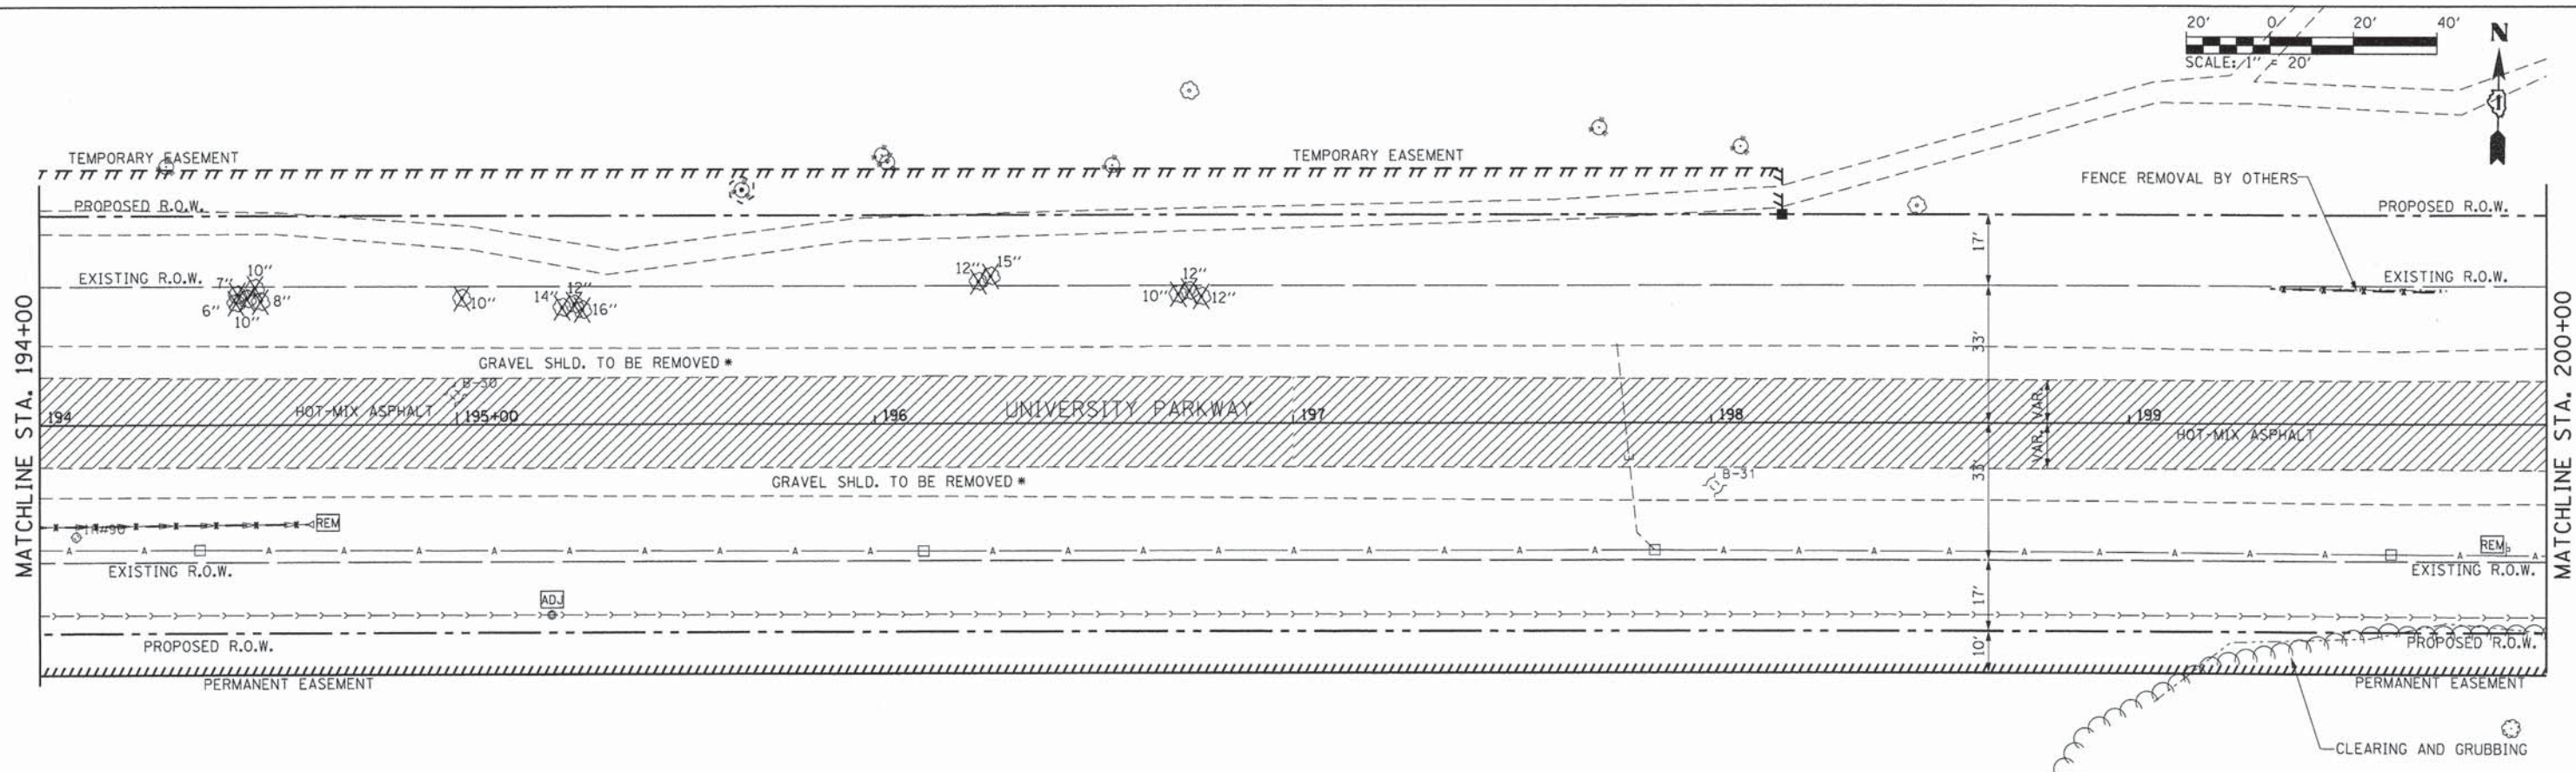 20' 0 20' 40'
SCALE: 1" = 20'
N
TEMPORARY EASEMENT
TEMPORARY EASEMENT
FENCE REMOVAL BY OTHERS
PROPOSED R.O.W.
PROPOSED R.O.W.
17'
EXISTING R.O.W.
EXISTING R.O.W.
7" 10"
6" 8"
10"
10"
14" 12" 16"
12" 15"
12"
10" 12"
33'
GRAVEL SHLD. TO BE REMOVED *
B-30
194 HOT-MIX ASPHALT 195+00 196 UNIVERSITY PARKWAY 197 198 VAR. 199
VAR. HOT-MIX ASPHALT
33'
GRAVEL SHLD. TO BE REMOVED *
B-31
REM
A A A A A A A A A A A A A A A A A A A A A A A A A A A A A A
REM
EXISTING R.O.W.
EXISTING R.O.W.
ADJ
17'
PROPOSED R.O.W.
PROPOSED R.O.W.
10'
PERMANENT EASEMENT
PERMANENT EASEMENT
CLEARING AND GRUBBING
MATCHLINE STA. 194+00
MATCHLINE STA. 200+00